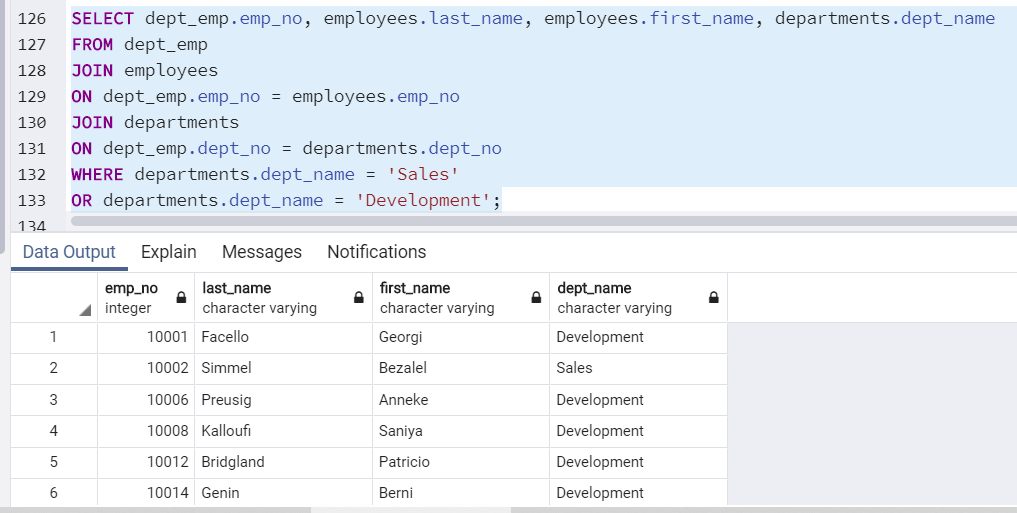 126 SELECT dept_emp.emp_no, employees.last_name, employees.first_name, departments.dept_name
127 FROM dept_emp
128 JOIN employees
129 ON dept_emp.emp_no = employees.emp_no
130 JOIN departments
131 ON dept_emp.dept_no = departments.dept_no
132 WHERE departments.dept_name = 'Sales'
133 OR departments.dept_name = 'Development';
134
Data Output Explain Messages Notifications
emp_no last_name first_name dept_name
integer character varying character varying character varying
1 10001 Facello Georgi Development
2 10002 Simmel Bezalel Sales
3 10006 Preusig Anneke Development
4 10008 Kalloufi Saniya Development
5 10012 Bridgland Patricio Development
6 10014 Genin Berni Development